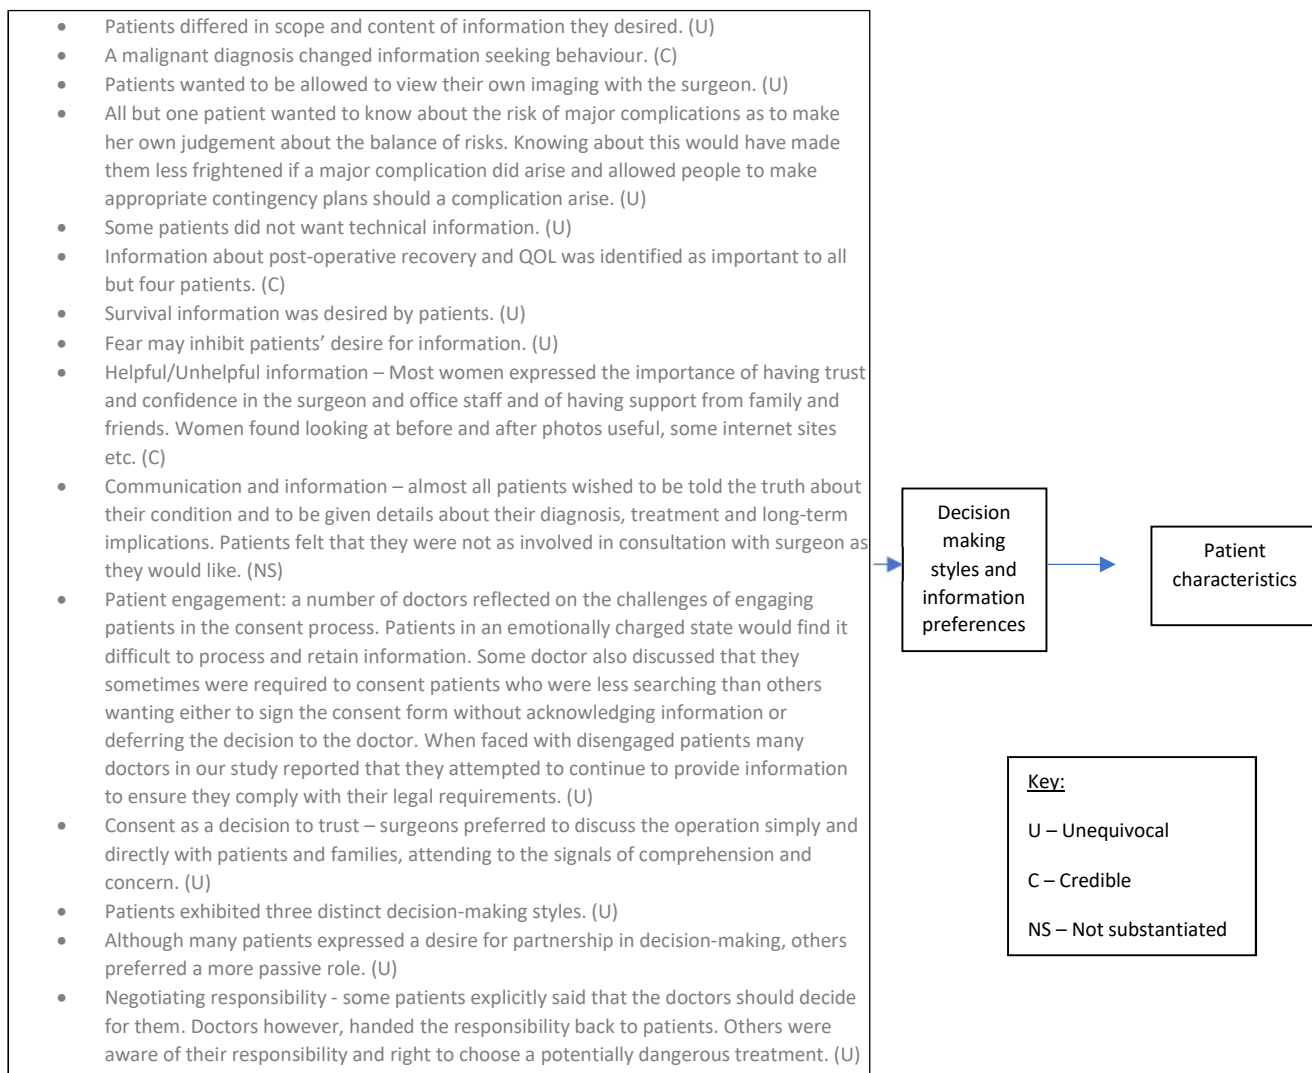 • Patients differed in scope and content of information they desired. (U)
• A malignant diagnosis changed information seeking behaviour. (C)
• Patients wanted to be allowed to view their own imaging with the surgeon. (U)
• All but one patient wanted to know about the risk of major complications as to make
her own judgement about the balance of risks. Knowing about this would have made
them less frightened if a major complication did arise and allowed people to make
appropriate contingency plans should a complication arise. (U)
• Some patients did not want technical information. (U)
• Information about post-operative recovery and QOL was identified as important to all
but four patients. (C)
• Survival information was desired by patients. (U)
• Fear may inhibit patients’ desire for information. (U)
• Helpful/Unhelpful information – Most women expressed the importance of having trust
and confidence in the surgeon and office staff and of having support from family and
friends. Women found looking at before and after photos useful, some internet sites
etc. (C)
• Communication and information – almost all patients wished to be told the truth about
their condition and to be given details about their diagnosis, treatment and long-term
implications. Patients felt that they were not as involved in consultation with surgeon as
they would like. (NS)
• Patient engagement: a number of doctors reflected on the challenges of engaging
patients in the consent process. Patients in an emotionally charged state would find it
difficult to process and retain information. Some doctor also discussed that they
sometimes were required to consent patients who were less searching than others
wanting either to sign the consent form without acknowledging information or
deferring the decision to the doctor. When faced with disengaged patients many
doctors in our study reported that they attempted to continue to provide information
to ensure they comply with their legal requirements. (U)
• Consent as a decision to trust – surgeons preferred to discuss the operation simply and
directly with patients and families, attending to the signals of comprehension and
concern. (U)
• Patients exhibited three distinct decision-making styles. (U)
• Although many patients expressed a desire for partnership in decision-making, others
preferred a more passive role. (U)
• Negotiating responsibility - some patients explicitly said that the doctors should decide
for them. Doctors however, handed the responsibility back to patients. Others were
aware of their responsibility and right to choose a potentially dangerous treatment. (U)
Decision
making
styles and
information
preferences
Patient
characteristics
Key:
U – Unequivocal
C – Credible
NS – Not substantiated